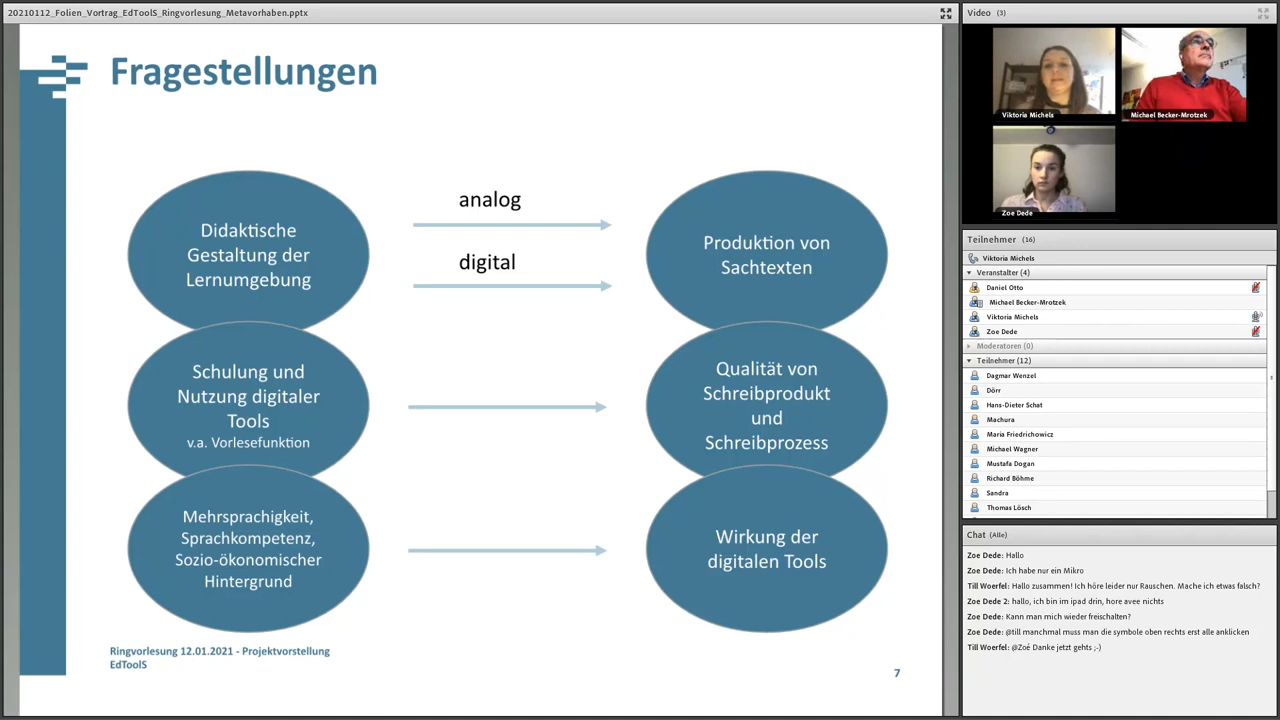 20210112_Folien_Vortrag_EdToolS_Ringvorlesung_Metavorhaben.pptx
Fragestellungen
Didaktische
Gestaltung der
Lernumgebung
analog
digital
Produktion von
Sachtexten
Schulung und
Nutzung digitaler
Tools
v.a. Vorlesefunktion
Qualität von
Schreibprodukt
und
Schreibprozess
Mehrsprachigkeit,
Sprachkompetenz,
Sozio-ökonomischer
Hintergrund
Wirkung der
digitalen Tools
Ringvorlesung 12.01.2021 - Projektvorstellung
EdToolS
7
Video (3)
Viktoria Michels
Michael Becker-Mrotzek
Zoe Dede
Teilnehmer (16)
Viktoria Michels
Veranstalter (4)
Daniel Otto
Michael Becker-Mrotzek
Viktoria Michels
Zoe Dede
Moderatoren (0)
Teilnehmer (12)
Dagmar Wenzel
Dörr
Hans-Dieter Schat
Machura
Maria Friedrichowicz
Michael Wagner
Mustafa Dogan
Richard Böhme
Sandra
Thomas Lösch
Chat (Alle)
Zoe Dede: Hallo
Zoe Dede: Ich habe nur ein Mikro
Till Woerfel: Hallo zusammen! Ich höre leider nur Rauschen. Mache ich etwas falsch?
Zoe Dede 2: hallo, ich bin im ipad drin, hore avee nichts
Zoe Dede: Kann man mich wieder freischalten?
Zoe Dede: @till manchmal muss man die symbole oben rechts erst alle anklicken
Till Woerfel: @Zoë Danke jetzt gehts ;-)